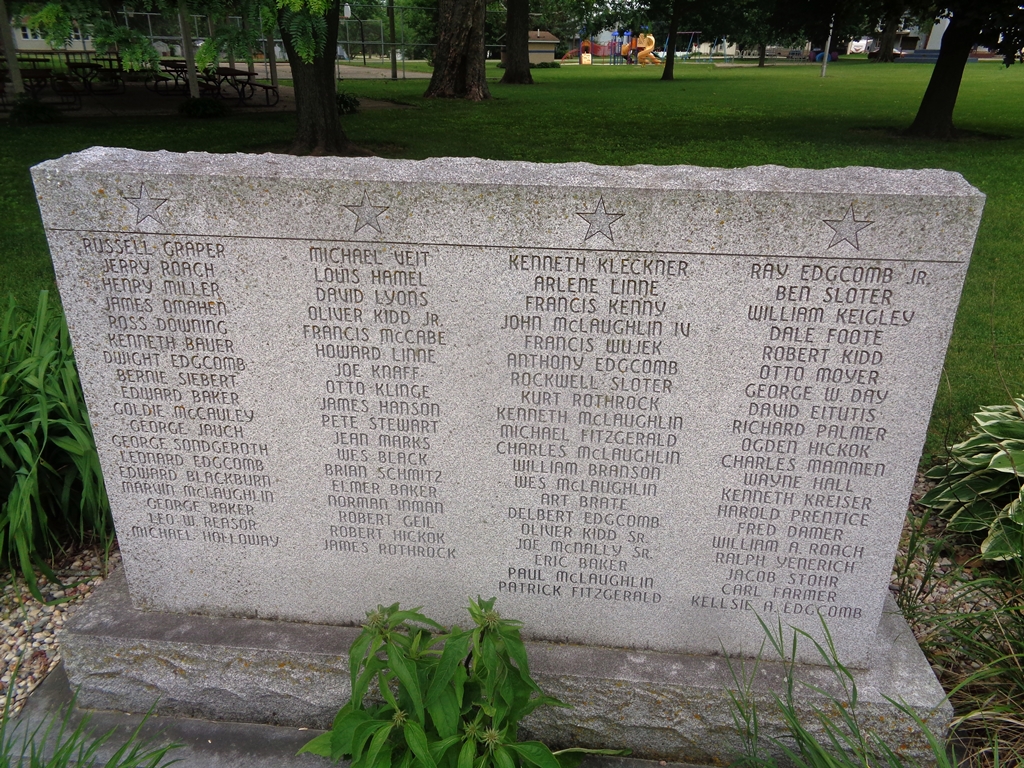 RUSSELL GRAPER
JERRY ROACH
HENRY MILLER
JAMES OMAHEN
ROSS DOWNING
KENNETH BAUER
DWIGHT EDGCOMB
BERNIE SIEBERT
EDWARD BAKER
GOLDIE McCAULEY
GEORGE JAUCH
GEORGE SONDGEROTH
LEONARD EDGCOMB
EDWARD BLACKBURN
MARVIN McLAUGHLIN
GEORGE BAKER
LEO W. REASOR
MICHAEL HOLLOWAY
MICHAEL VEIT
LOUIS HAMEL
DAVID LYONS
OLIVER KIDD JR.
FRANCIS McCABE
HOWARD LINNE
JOE KNAFF
OTTO KLINGE
JAMES HANSON
PETE STEWART
JEAN MARKS
WES BLACK
BRIAN SCHMITZ
ELMER BAKER
NORMAN INMAN
ROBERT GEIL
ROBERT HICKOK
JAMES ROTHROCK
KENNETH KLECKNER
ARLENE LINNE
FRANCIS KENNY
JOHN McLAUGHLIN IV
FRANCIS WUJEK
ANTHONY EDGCOMB
ROCKWELL SLOTER
KURT ROTHROCK
KENNETH McLAUGHLIN
MICHAEL FITZGERALD
CHARLES McLAUGHLIN
WILLIAM BRANSON
WES McLAUGHLIN
ART BRATE
DELBERT EDGCOMB
OLIVER KIDD SR.
JOE McNALLY SR.
ERIC BAKER
PAUL McLAUGHLIN
PATRICK FITZGERALD
RAY EDGCOMB JR.
BEN SLOTER
WILLIAM KEIGLEY
DALE FOOTE
ROBERT KIDD
OTTO MOYER
GEORGE W. DAY
DAVID EITUTIS
RICHARD PALMER
OGDEN HICKOK
CHARLES MAMMEN
WAYNE HALL
KENNETH KREISER
HAROLD PRENTICE
FRED DAMER
WILLIAM A. ROACH
RALPH YENERICH
JACOB STOHR
CARL FARMER
KELLSIE A. EDGCOMB